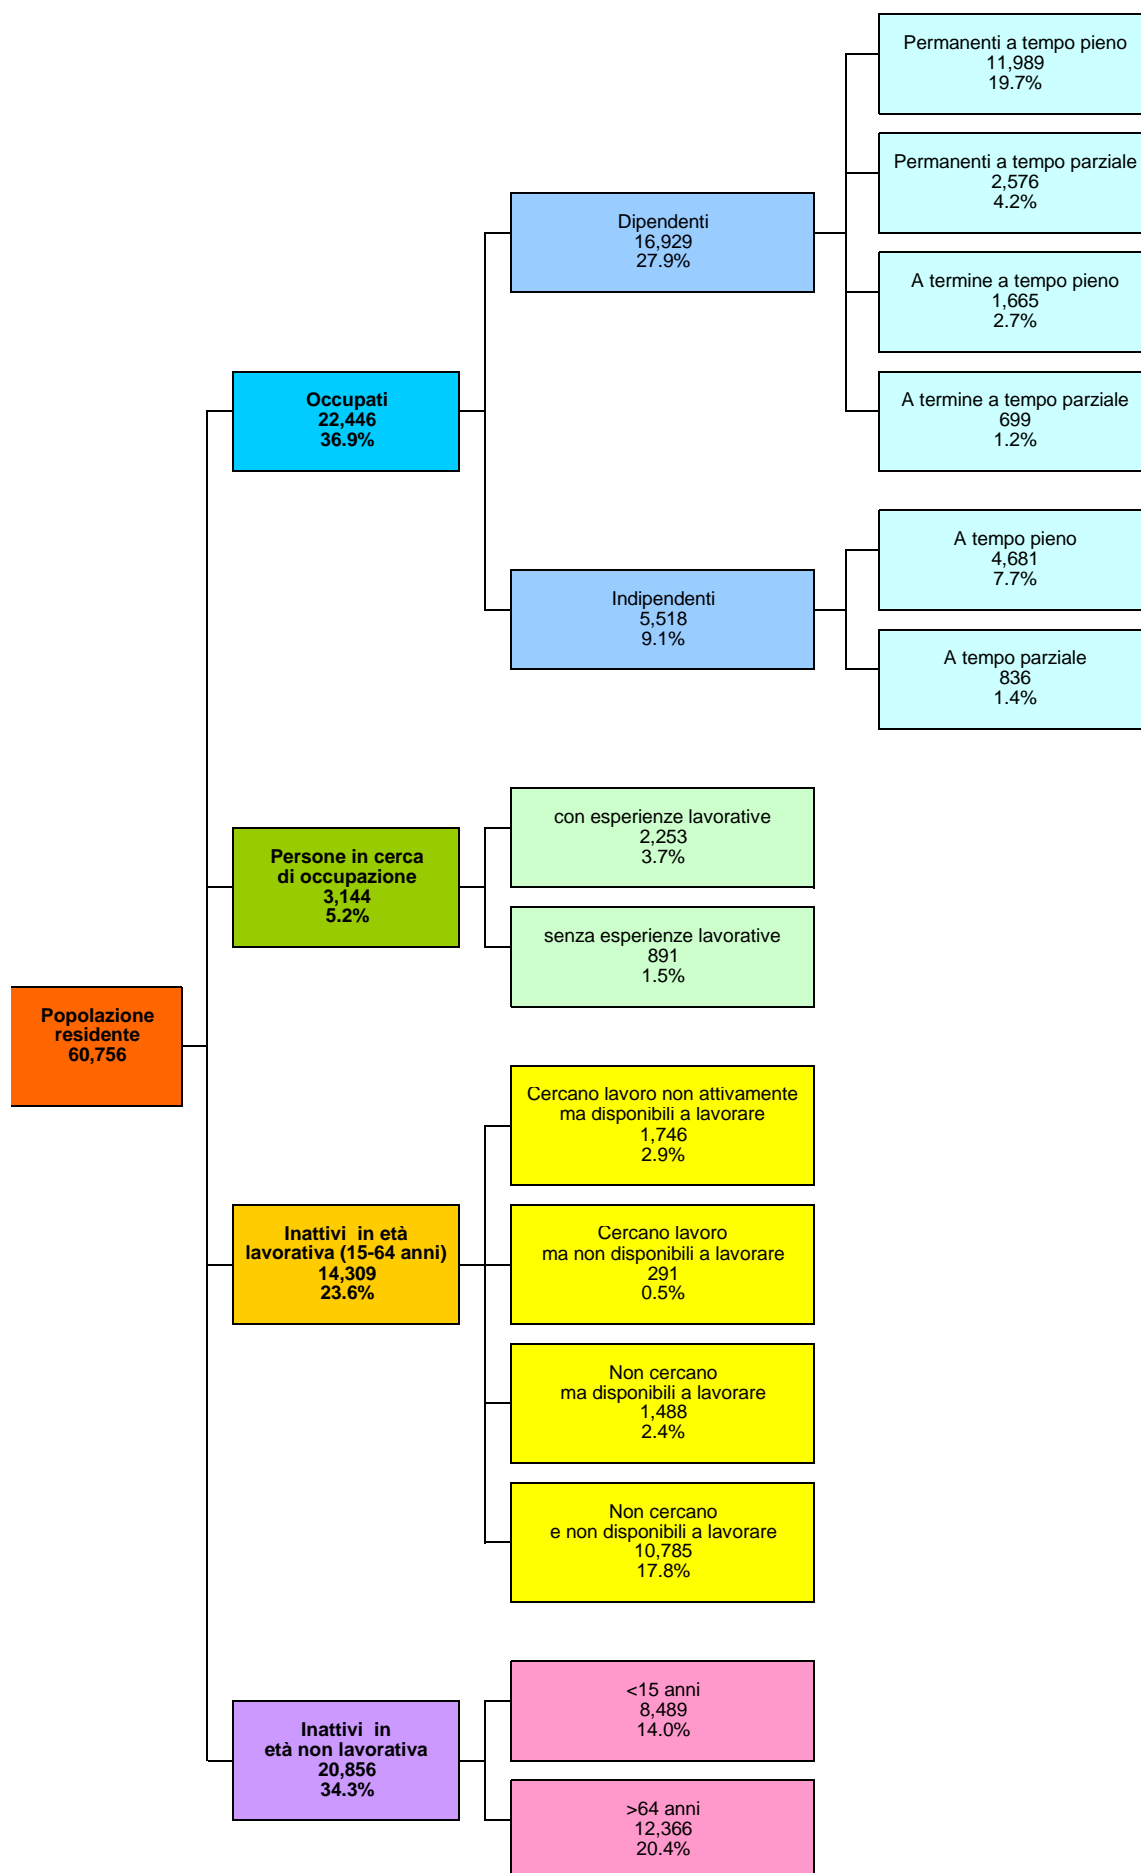 Popolazione
residente
60,756
Occupati
22,446
36.9%
Dipendenti
16,929
27.9%
Permanenti a tempo pieno
11,989
19.7%
Permanenti a tempo parziale
2,576
4.2%
A termine a tempo pieno
1,665
2.7%
A termine a tempo parziale
699
1.2%
Indipendenti
5,518
9.1%
A tempo pieno
4,681
7.7%
A tempo parziale
836
1.4%
Persone in cerca
di occupazione
3,144
5.2%
con esperienze lavorative
2,253
3.7%
senza esperienze lavorative
891
1.5%
Inattivi in età
lavorativa (15-64 anni)
14,309
23.6%
Cercano lavoro non attivamente
ma disponibili a lavorare
1,746
2.9%
Cercano lavoro
ma non disponibili a lavorare
291
0.5%
Non cercano
ma disponibili a lavorare
1,488
2.4%
Non cercano
e non disponibili a lavorare
10,785
17.8%
Inattivi in
età non lavorativa
20,856
34.3%
<15 anni
8,489
14.0%
>64 anni
12,366
20.4%